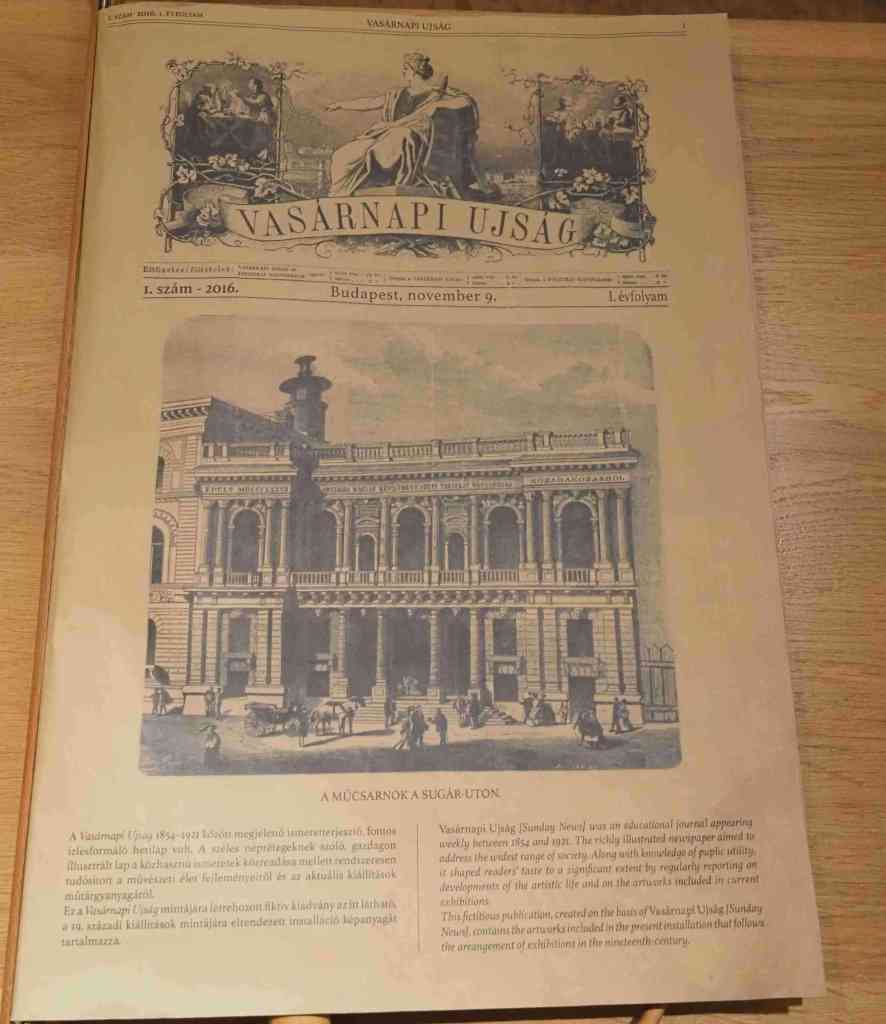 1. SZÁM 2016. 1. ÉVFOLYAM
VASÁRNAPI UJSÁG
1
VASÁRNAPI UJSÁG
Előfizetési föltételek:
1. szám - 2016.
Budapest, november 9.
I. évfolyam
A MŰCSARNOK A SUGÁR-UTON.
A Vasárnapi Ujság 1854–1921 között megjelenő ismeretterjesztő, fontos
ízlésformáló hetilap volt. A széles néprétegeknek szóló, gazdagon
illusztrált lap a közhasznú ismeretek közreadása mellett rendszeresen
tudósított a művészeti élet fejleményeiről és az aktuális kiállítások
műtárgyanyagáról.
Ez a Vasárnapi Ujság mintájára létrehozott fiktív kiadvány az itt látható,
a 19. századi kiállítások mintájára elrendezett installáció képanyagát
tartalmazza.
Vasárnapi Ujság [Sunday News] was an educational journal appearing
weekly between 1854 and 1921. The richly illustrated newspaper aimed to
address the widest range of society. Along with knowledge of puplic utility,
it shaped readers' taste to a significant extent by regularly reporting on
developments of the artistic life and on the artworks included in current
exhibitions.
This fictitious publication, created on the basis of Vasárnapi Ujság [Sunday
News], contains the artworks included in the present installation that follows
the arrangement of exhibitions in the nineteenth-century.